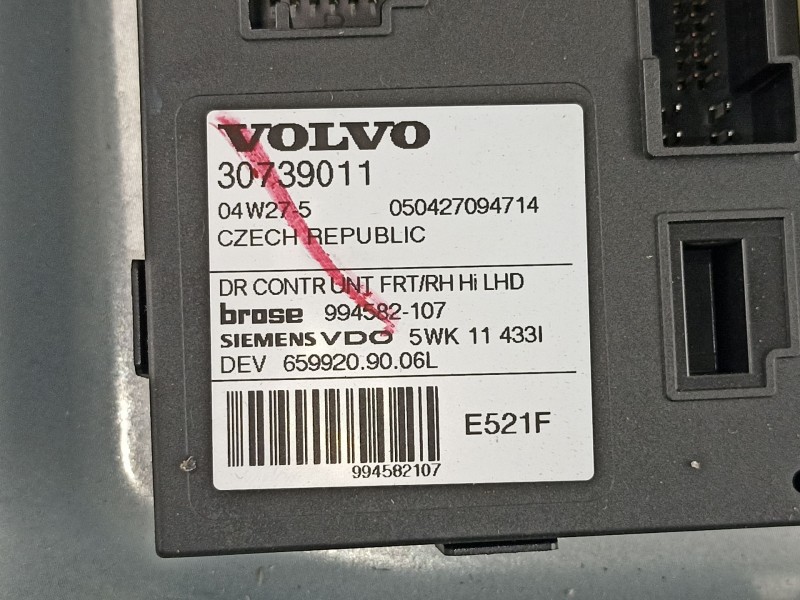 VOLVO
30739011
04W27-5 050427094714
CZECH REPUBLIC
DR CONTR UNT FRT/RH Hi LHD
brose 994582-107
SIEMENS VDO 5WK 11 433I
DEV 659920.90.06L
E521F
994582107